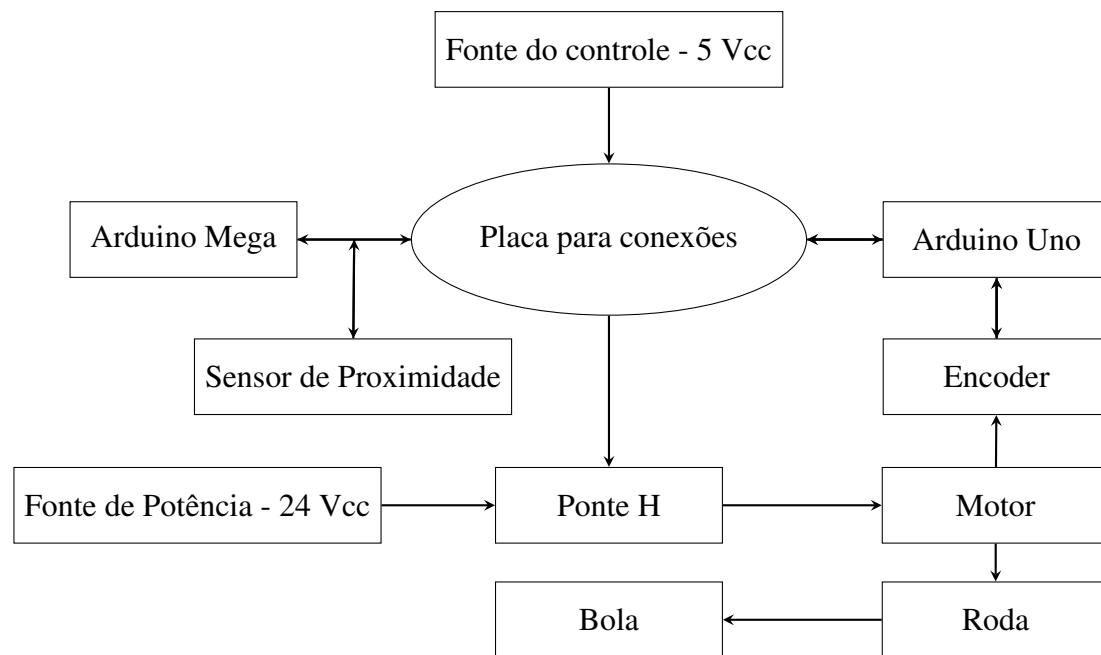 Fonte do controle - 5 Vcc
Arduino Mega
Placa para conexões
Arduino Uno
Sensor de Proximidade
Encoder
Fonte de Potência - 24 Vcc
Ponte H
Motor
Bola
Roda